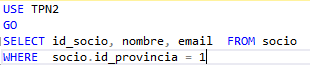 USE TPN2
GO
SELECT id_socio, nombre, email  FROM socio
WHERE  socio.id_provincia = 1